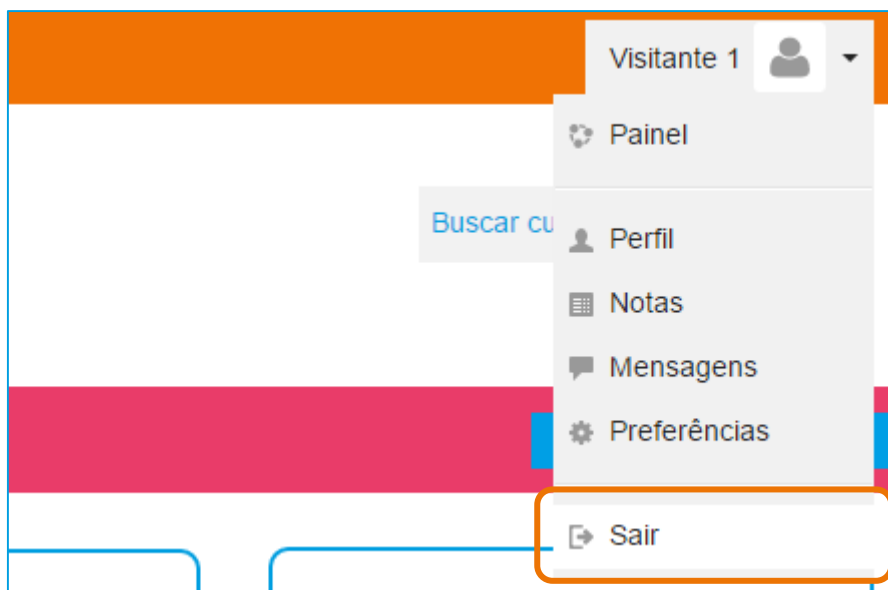 Visitante 1
Painel
Buscar cu
Perfil
Notas
Mensagens
Preferências
Sair